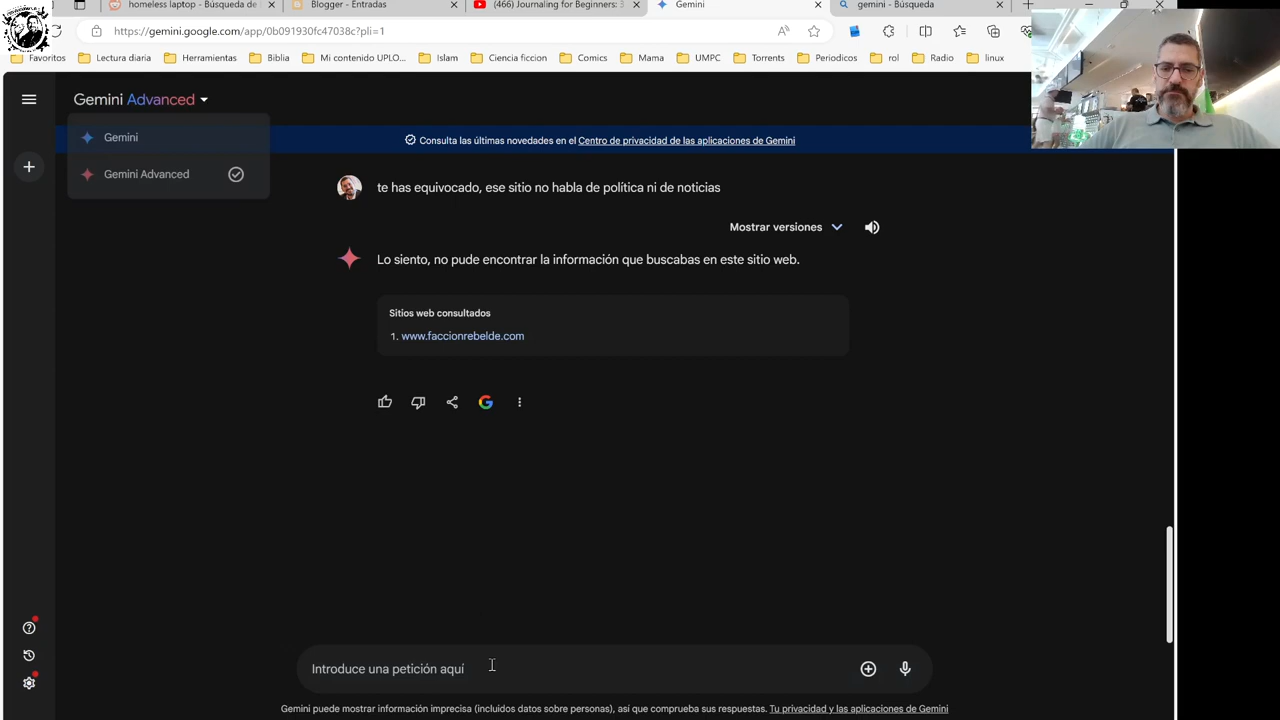 homeless laptop - Búsqueda de
Blogger - Entradas
(466) Journaling for Beginners: 3
Gemini
gemini - Búsqueda
https://gemini.google.com/app/0b091930fc47038c?pli=1
Favoritos
Lectura diaria
Herramientas
Biblia
Mi contenido UPLO...
Islam
Ciencia ficcion
Comics
Mama
UMPC
Torrents
Periodicos
rol
Radio
linux
Gemini Advanced
Gemini
Gemini Advanced
Consulta las últimas novedades en el Centro de privacidad de las aplicaciones de Gemini
te has equivocado, ese sitio no habla de política ni de noticias
Mostrar versiones
Lo siento, no pude encontrar la información que buscabas en este sitio web.
Sitios web consultados
1. www.faccionrebelde.com
Introduce una petición aquí
Gemini puede mostrar información imprecisa (incluidos datos sobre personas), así que comprueba sus respuestas. Tu privacidad y las aplicaciones de Gemini